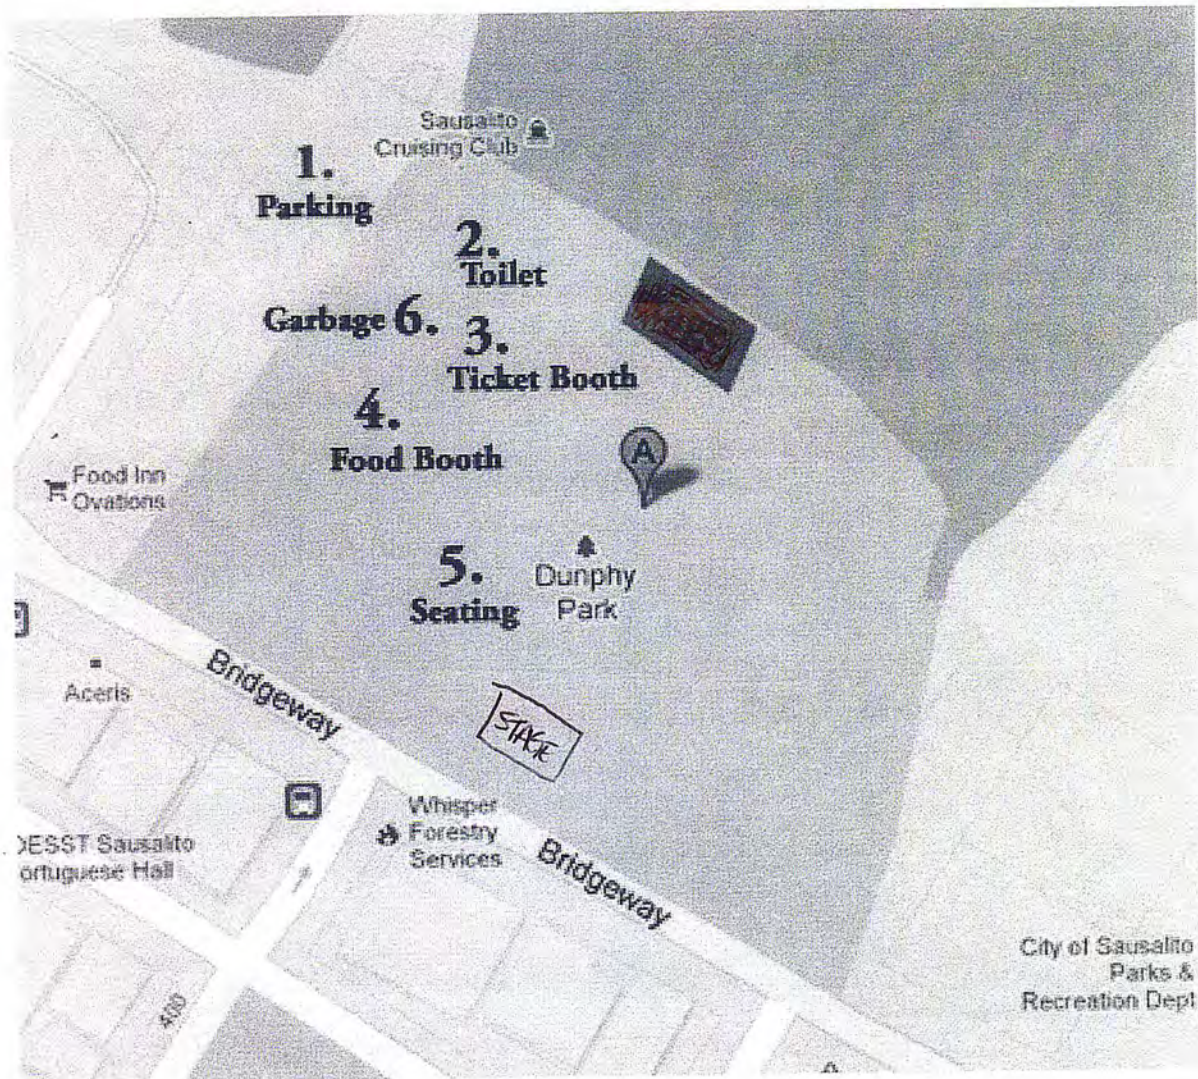 Sausalito
Cruising Club
1.
Parking
2.
Toilet
Garbage 6.
3.
Ticket Booth
4.
Food Booth
A
Food Inn
Ovations
5.
Seating
Dunphy
Park
Aceris
Bridgeway
STAGE
Whisper
Forestry
Services
DESST Sausalito
ortuguese Hall
Bridgeway
City of Sausalito
Parks &
Recreation Dept
400